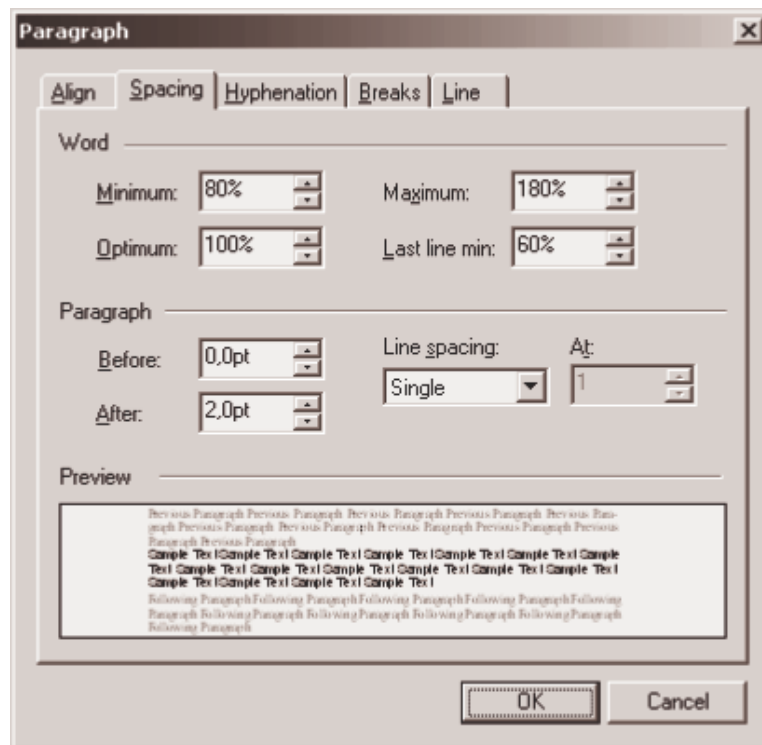 Paragraph
Align Spacing Hyphenation Breaks Line
Word
Minimum: 80% Maximum: 180%
Optimum: 100% Last line min: 60%
Paragraph
Before: 0,0pt Line spacing: At:
Single 1
After: 2,0pt
Preview
Previous Paragraph Previous Paragraph Previous Paragraph Previous Paragraph Previous Para-
graph Previous Paragraph Previous Paragraph Previous Paragraph Previous Paragraph Previous
Paragraph Previous Paragraph
Sample Text Sample Text Sample Text Sample Text Sample Text Sample Text Sample
Text Sample Text Sample Text Sample Text Sample Text Sample Text Sample Text
Sample Text Sample Text Sample Text Sample Text
Following Paragraph Following Paragraph Following Paragraph Following
Paragraph Following Paragraph Following Paragraph Following Paragraph
Following Paragraph
OK Cancel